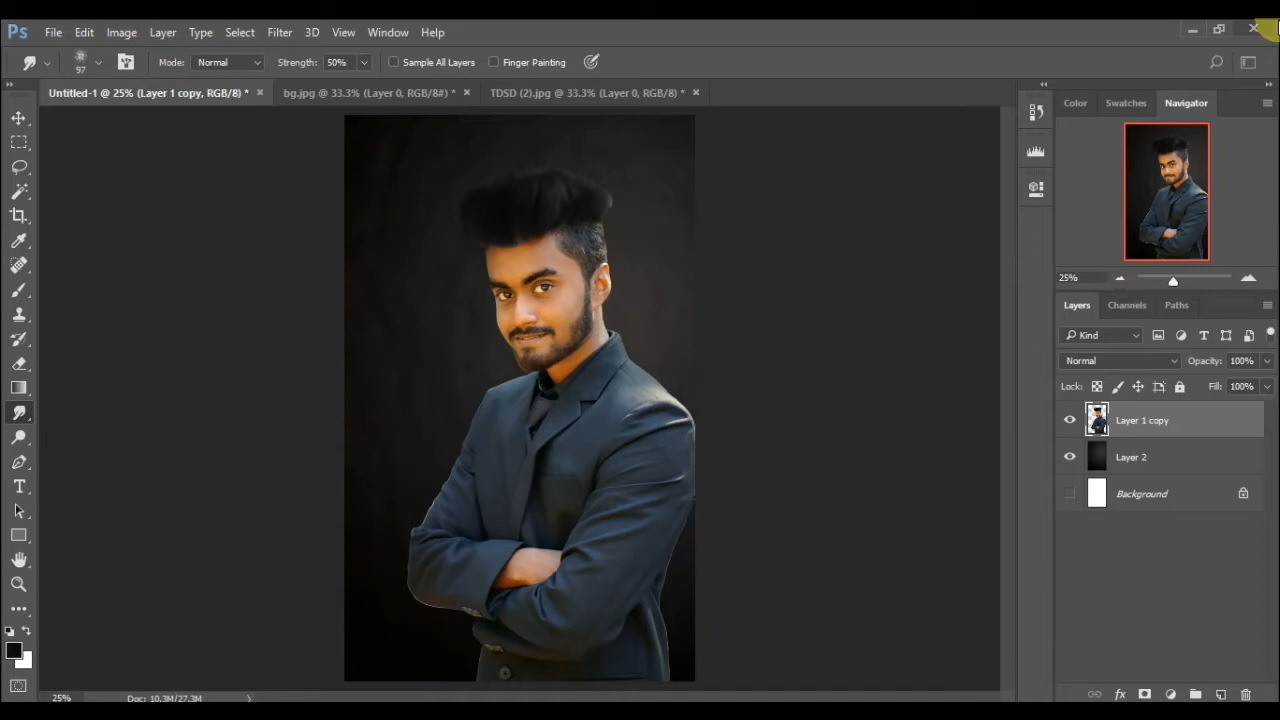 Ps File Edit Image Layer Type Select Filter 3D View Window Help
97 Mode: Normal Strength: 50% Sample All Layers Finger Painting
Untitled-1 @ 25% (Layer 1 copy, RGB/8) * × bg.jpg @ 33.3% (Layer 0, RGB/8#) * × TDSD (2).jpg @ 33.3% (Layer 0, RGB/8) * ×
Color Swatches Navigator
25%
Layers Channels Paths
Kind
Normal Opacity: 100%
Lock: Fill: 100%
Layer 1 copy
Layer 2
Background
25% Doc: 10.3M/27.3M